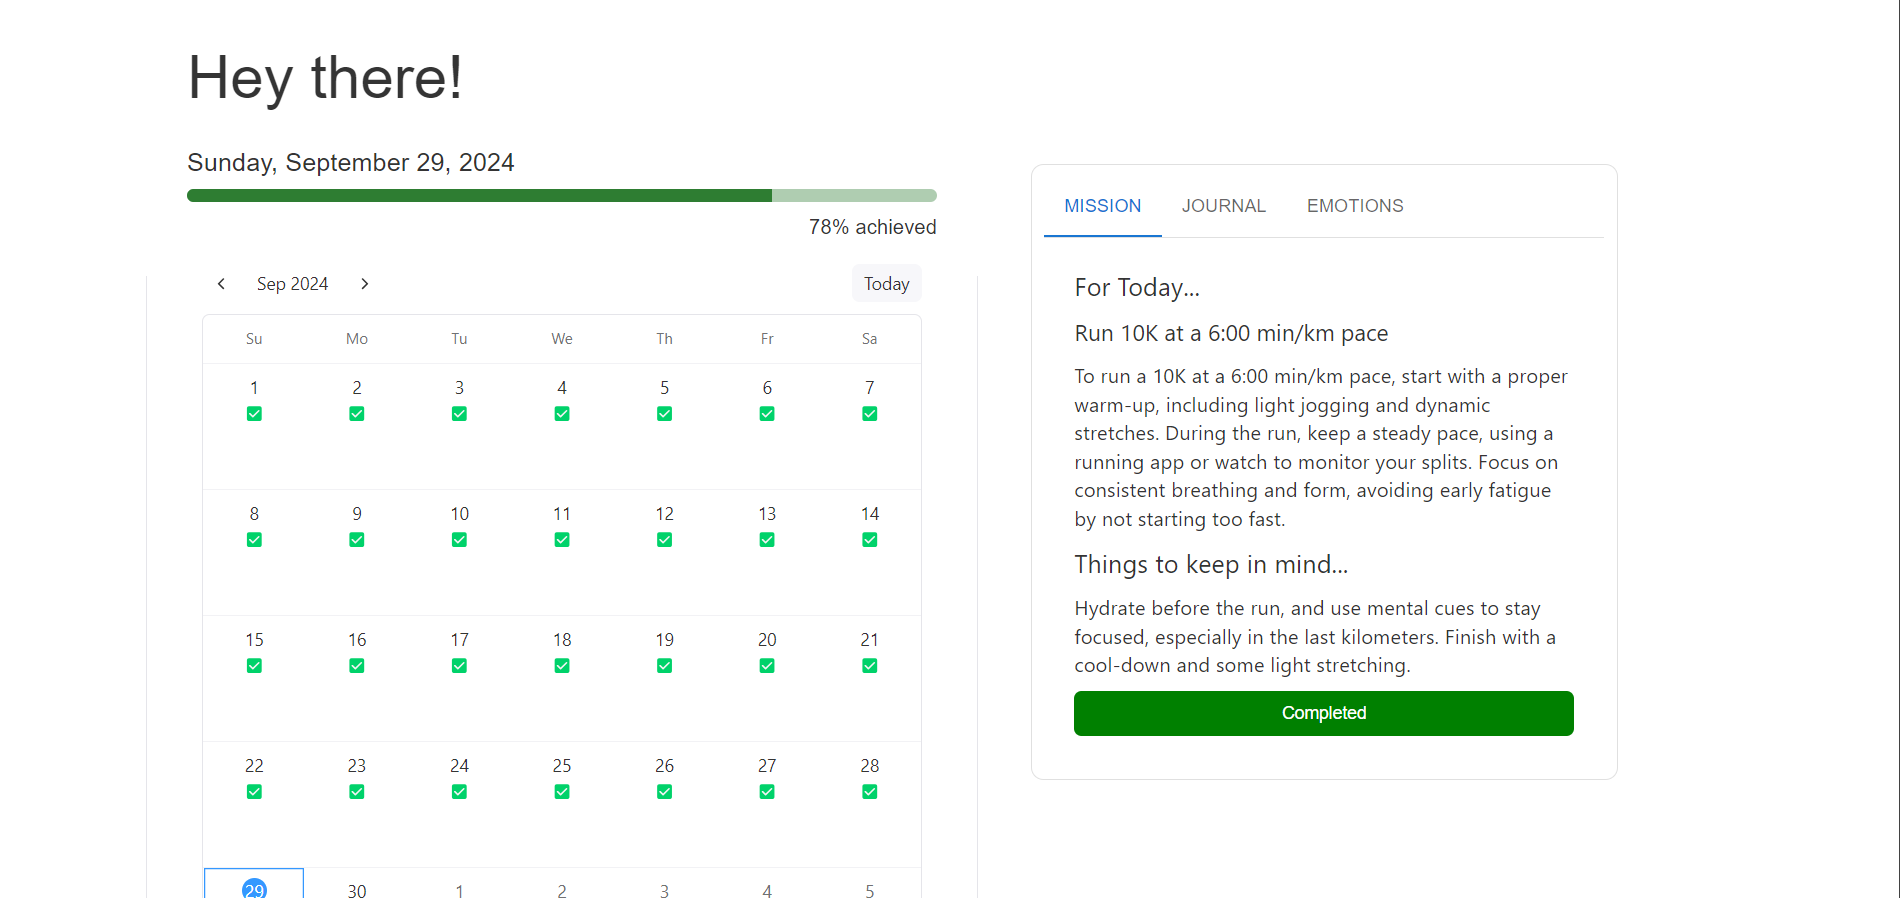 Hey there!
Sunday, September 29, 2024
78% achieved
Sep 2024
Today
Su Mo Tu We Th Fr Sa
1 2 3 4 5 6 7
8 9 10 11 12 13 14
15 16 17 18 19 20 21
22 23 24 25 26 27 28
29 30 1 2 3 4 5
MISSION JOURNAL EMOTIONS
For Today...
Run 10K at a 6:00 min/km pace
To run a 10K at a 6:00 min/km pace, start with a proper
warm-up, including light jogging and dynamic
stretches. During the run, keep a steady pace, using a
running app or watch to monitor your splits. Focus on
consistent breathing and form, avoiding early fatigue
by not starting too fast.
Things to keep in mind...
Hydrate before the run, and use mental cues to stay
focused, especially in the last kilometers. Finish with a
cool-down and some light stretching.
Completed